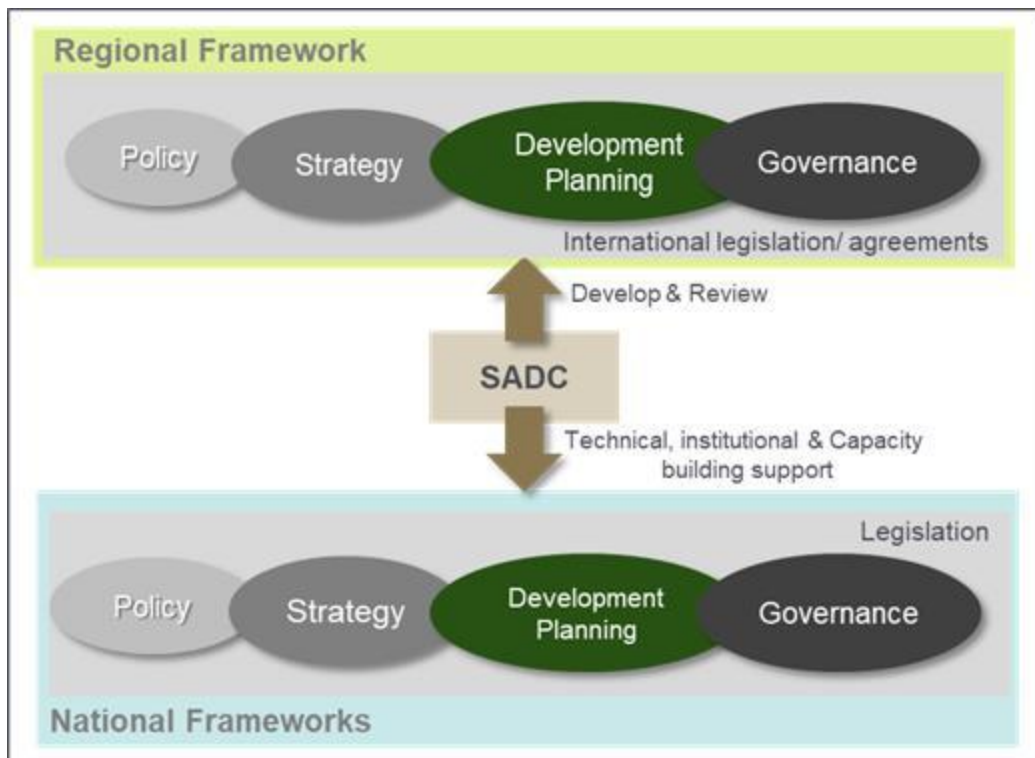 Regional Framework
Policy
Strategy
Development
Planning
Governance
International legislation/ agreements
Develop & Review
SADC
Technical, institutional & Capacity
building support
Legislation
Policy
Strategy
Development
Planning
Governance
National Frameworks